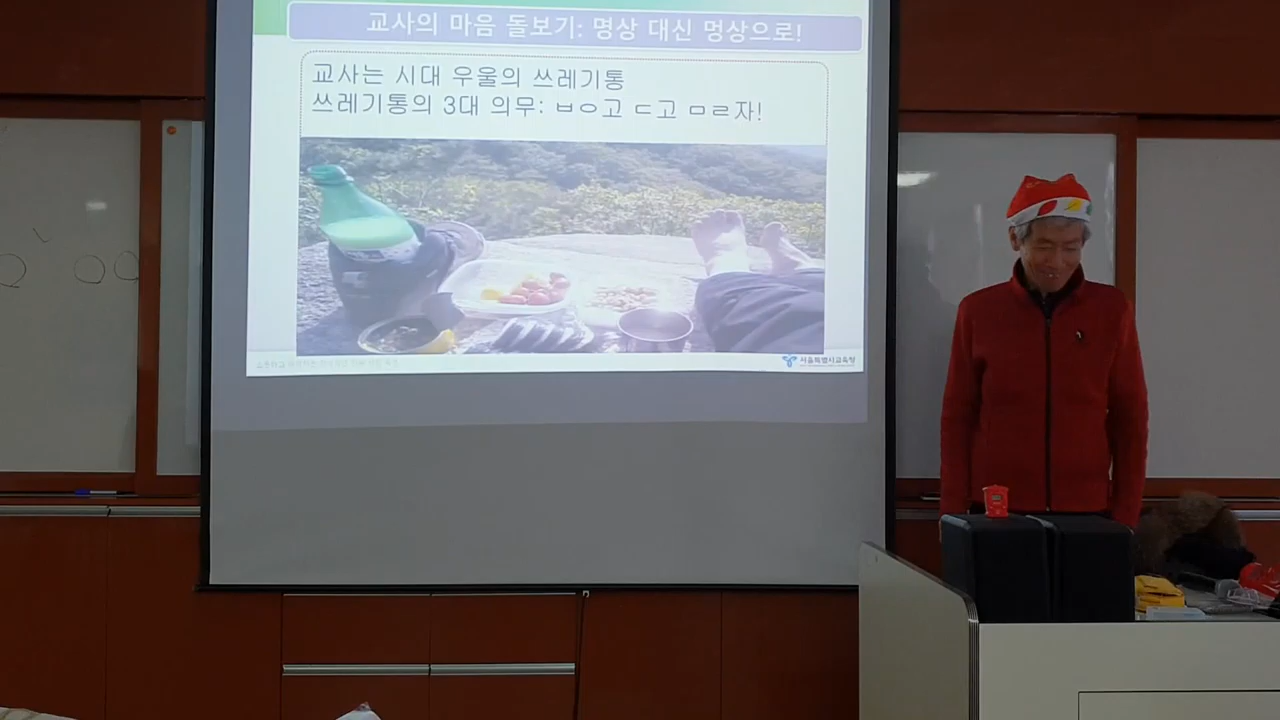 교사의 마음 돌보기: 명상 대신 멍상으로!
교사는 시대 우울의 쓰레기통
쓰레기통의 3대 의무: ㅂㅇ고 ㄷ고 ㅁㄹ자!
서울특별시교육청